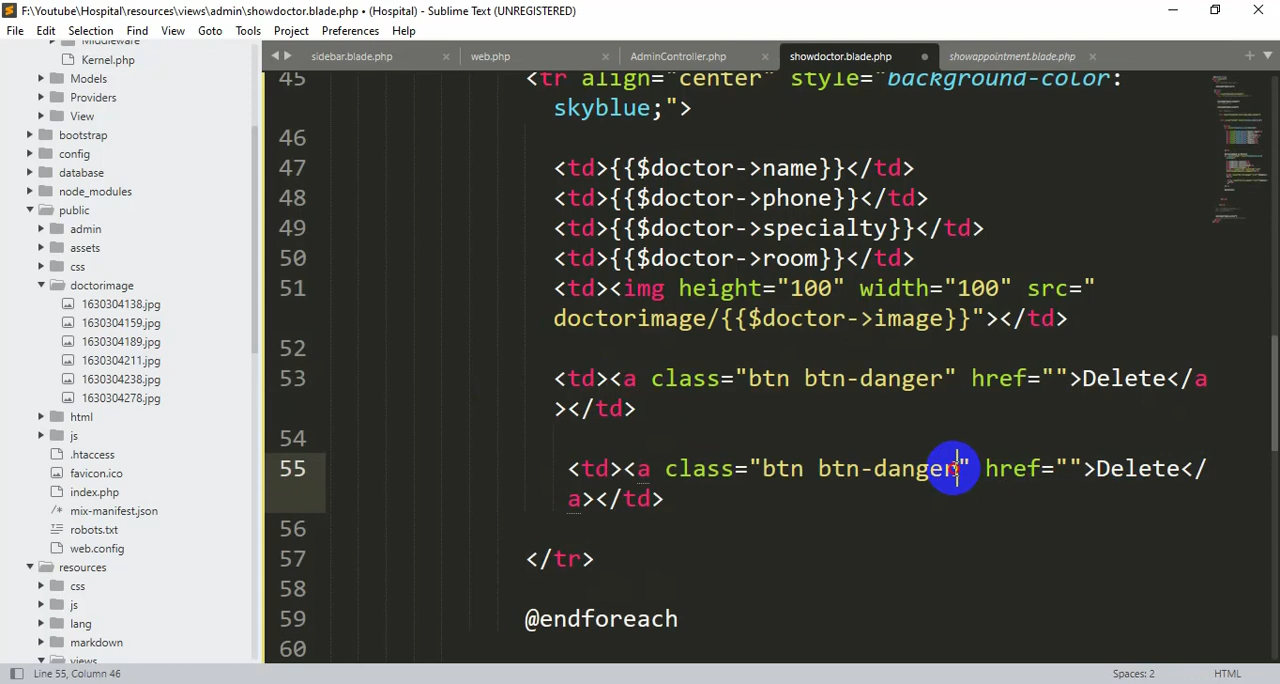 F:\Youtube\Hospital\resources\views\admin\showdoctor.blade.php • (Hospital) - Sublime Text (UNREGISTERED)
File Edit Selection Find View Goto Tools Project Preferences Help
Middleware
Kernel.php
Models
Providers
View
bootstrap
config
database
node_modules
public
admin
assets
css
doctorimage
1630304138.jpg
1630304159.jpg
1630304189.jpg
1630304211.jpg
1630304238.jpg
1630304278.jpg
html
js
.htaccess
favicon.ico
index.php
mix-manifest.json
robots.txt
web.config
resources
css
js
lang
markdown
views
sidebar.blade.php × web.php × AdminController.php × showdoctor.blade.php showappointment.blade.php ×
45 <tr align="center" style="background-color:
skyblue;">
46
47 <td>{{$doctor->name}}</td>
48 <td>{{$doctor->phone}}</td>
49 <td>{{$doctor->specialty}}</td>
50 <td>{{$doctor->room}}</td>
51 <td><img height="100" width="100" src="
doctorimage/{{$doctor->image}}"></td>
52
53 <td><a class="btn btn-danger" href="">Delete</a
></td>
54
55 <td><a class="btn btn-danger" href="">Delete</
a></td>
56
57 </tr>
58
59 @endforeach
60
Line 55, Column 46
Spaces: 2
HTML